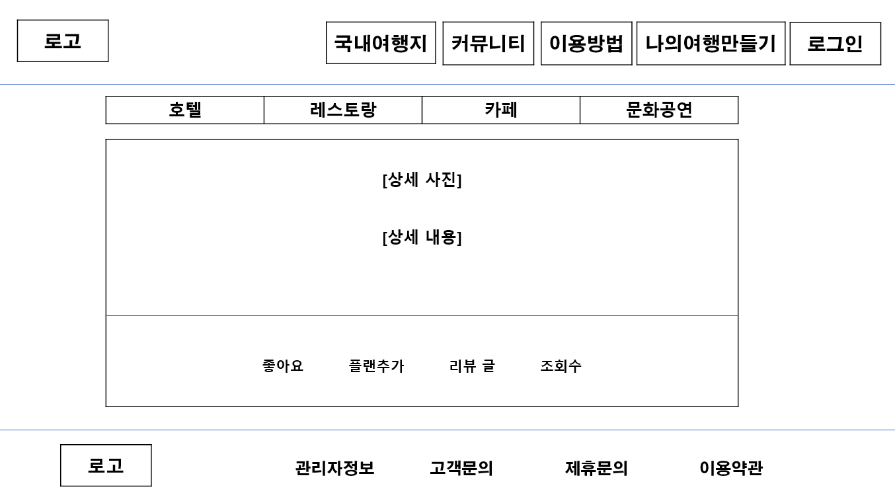 로고 국내여행지 커뮤니티 이용방법 나의여행만들기 로그인
호텔 레스토랑 카페 문화공연
[상세 사진]
[상세 내용]
좋아요 플랜추가 리뷰 글 조회수
로고 관리자정보 고객문의 제휴문의 이용약관